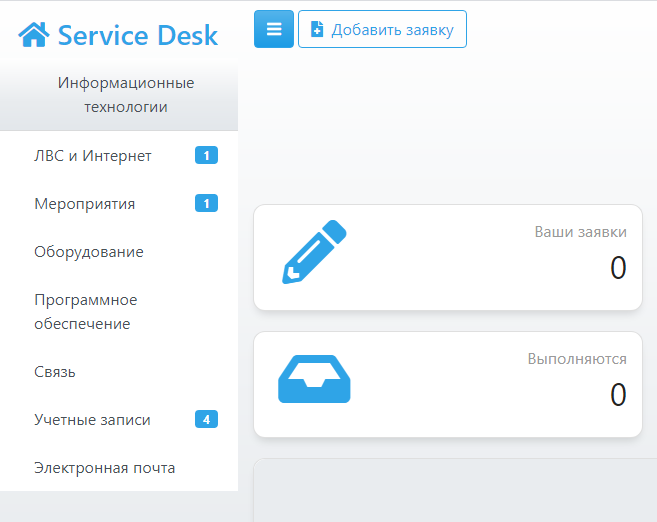 Service Desk
Добавить заявку
Информационные
технологии
ЛВС и Интернет 1
Мероприятия 1
Оборудование
Программное
обеспечение
Связь
Учетные записи 4
Электронная почта
Ваши заявки
0
Выполняются
0